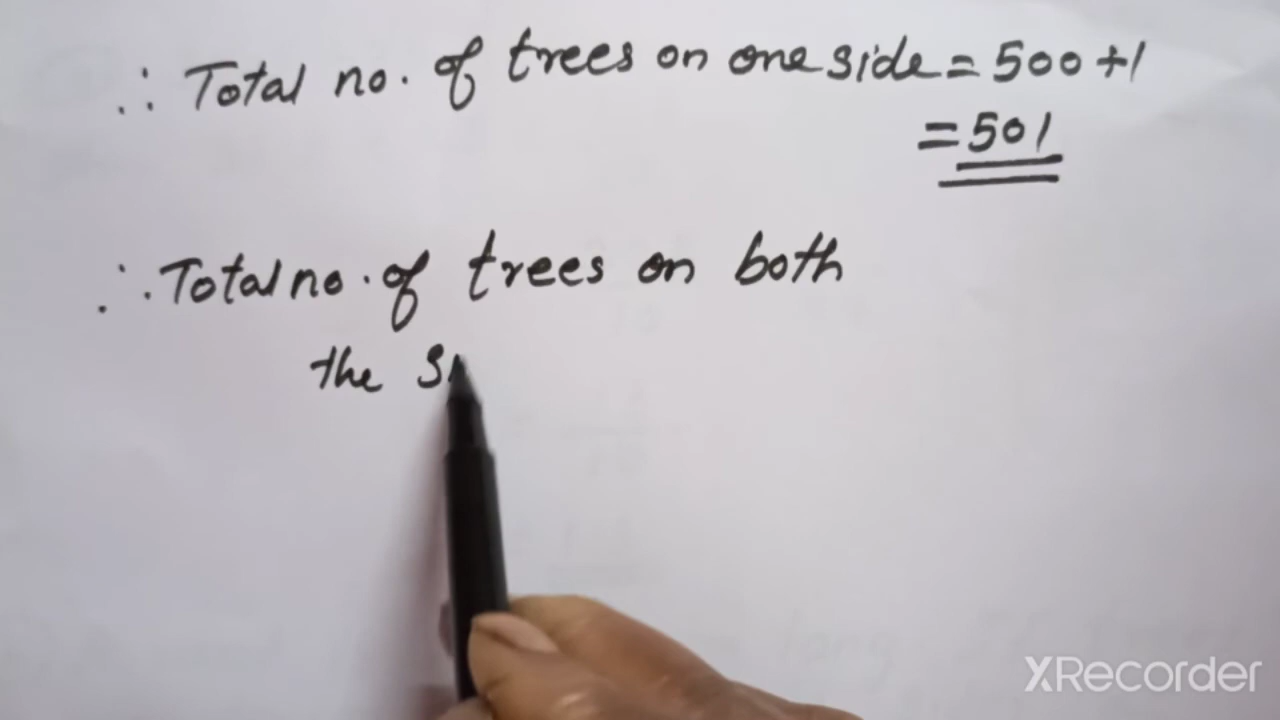 ∴ Total no. of trees on one side = 500 + 1
= 501
∴ Total no. of trees on both
the
XRecorder